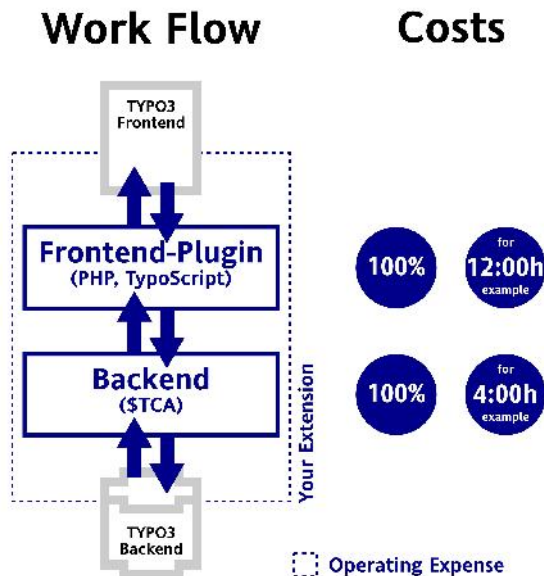 Work Flow
Costs
TYPO3
Frontend
Frontend-Plugin
(PHP, TypoScript)
100%
for
12:00h
example
Backend
($TCA)
100%
for
4:00h
example
Your Extension
TYPO3
Backend
Operating Expense